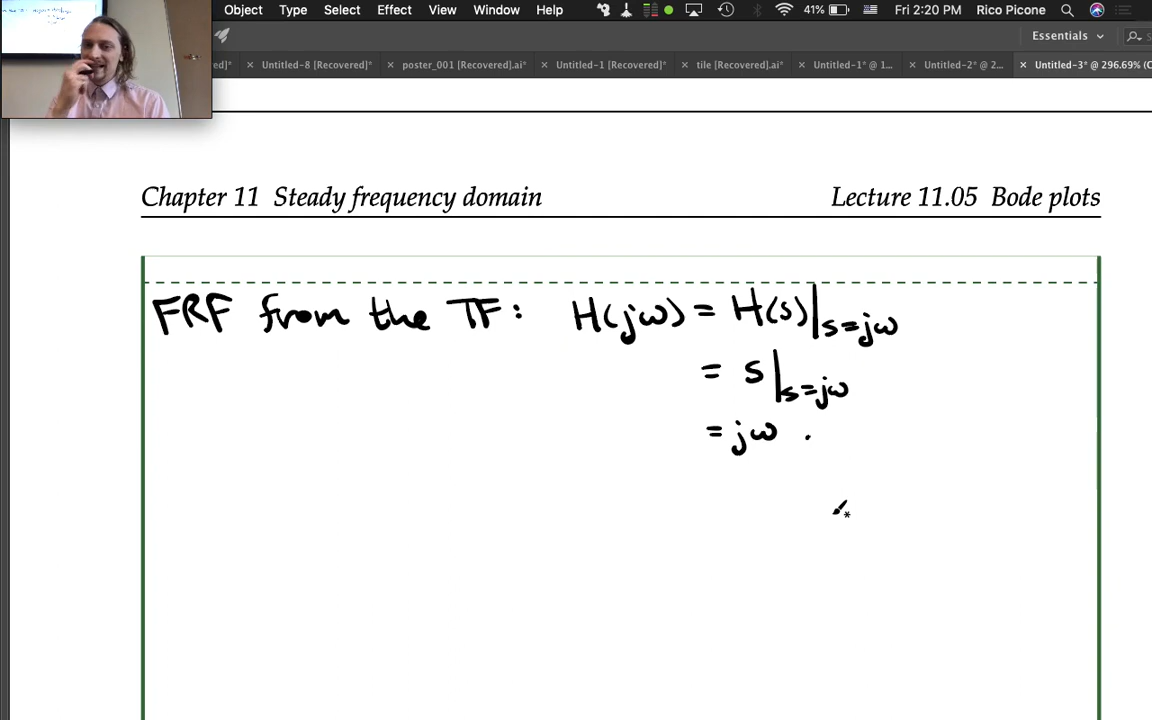 Object Type Select Effect View Window Help 41% Fri 2:20 PM Rico Picone
Essentials
ed]* Untitled-8 [Recovered]* poster_001 [Recovered].ai* Untitled-1 [Recovered]* tile [Recovered].ai* Untitled-1* @ 1... Untitled-2* @ 2... Untitled-3* @ 296.69% (C
Chapter 11 Steady frequency domain Lecture 11.05 Bode plots
FRF from the TF: H(jω) = H(s)|s=jω
= s|s=jω
= jω .